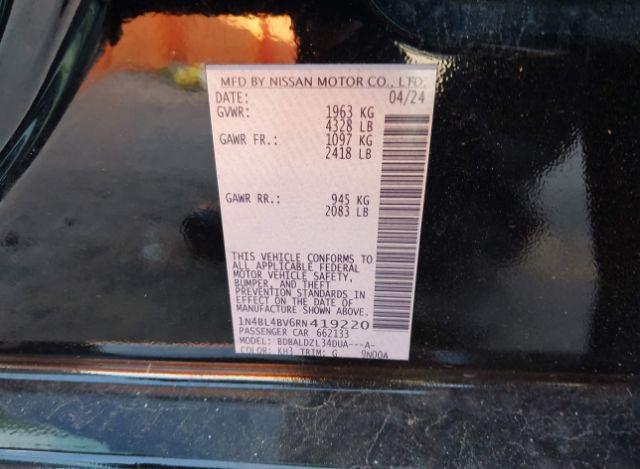 MFD BY NISSAN MOTOR CO., LTD.
DATE: 04/24
GVWR: 1963 KG
4328 LB
GAWR FR.: 1097 KG
2418 LB
GAWR RR.: 945 KG
2083 LB
THIS VEHICLE CONFORMS TO
ALL APPLICABLE FEDERAL
MOTOR VEHICLE SAFETY,
BUMPER, AND THEFT
PREVENTION STANDARDS IN
EFFECT ON THE DATE OF
MANUFACTURE SHOWN ABOVE.
1N4BL4BV6RN419220
PASSENGER CAR 662133
MODEL: BDBALDZL34DUA---A-
COLOR: KH3 TRIM: G 9N00A